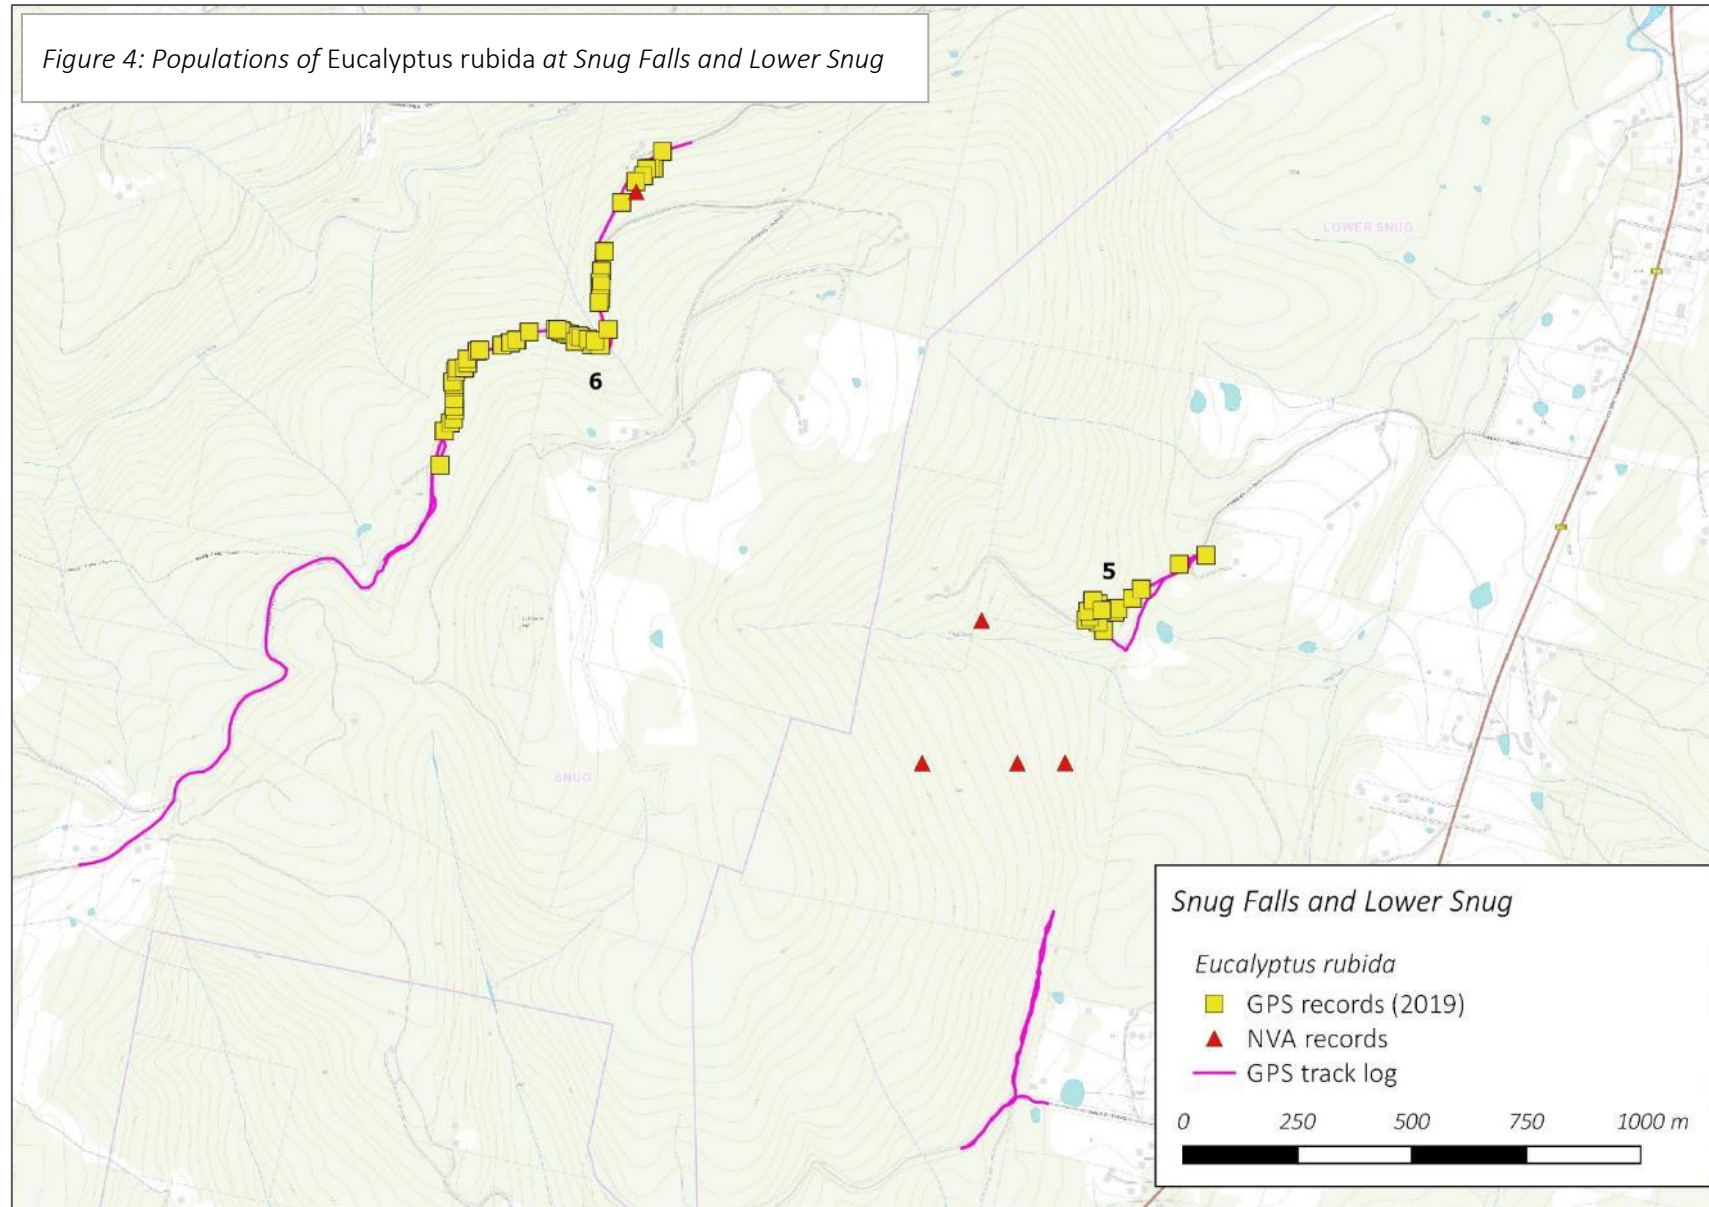 Figure 4: Populations of Eucalyptus rubida at Snug Falls and Lower Snug
LOWER SNUG
6
5
SNUG
Snug Falls and Lower Snug
Eucalyptus rubida
GPS records (2019)
NVA records
GPS track log
0 250 500 750 1000 m